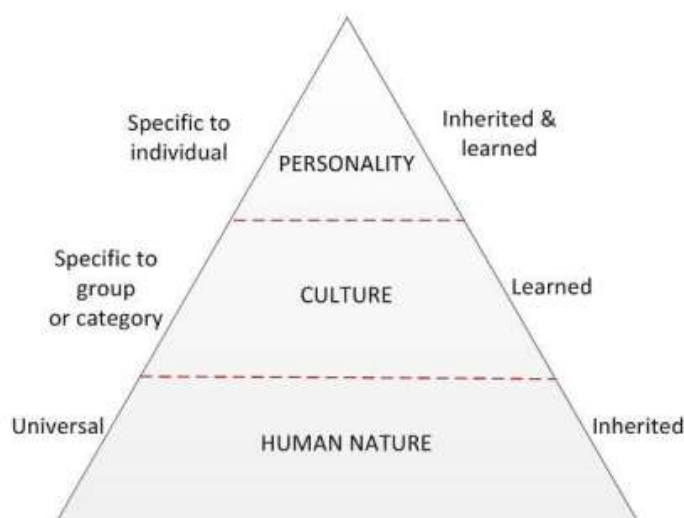 Specific to
individual
PERSONALITY
Inherited &
learned
Specific to
group
or category
CULTURE
Learned
Universal
HUMAN NATURE
Inherited